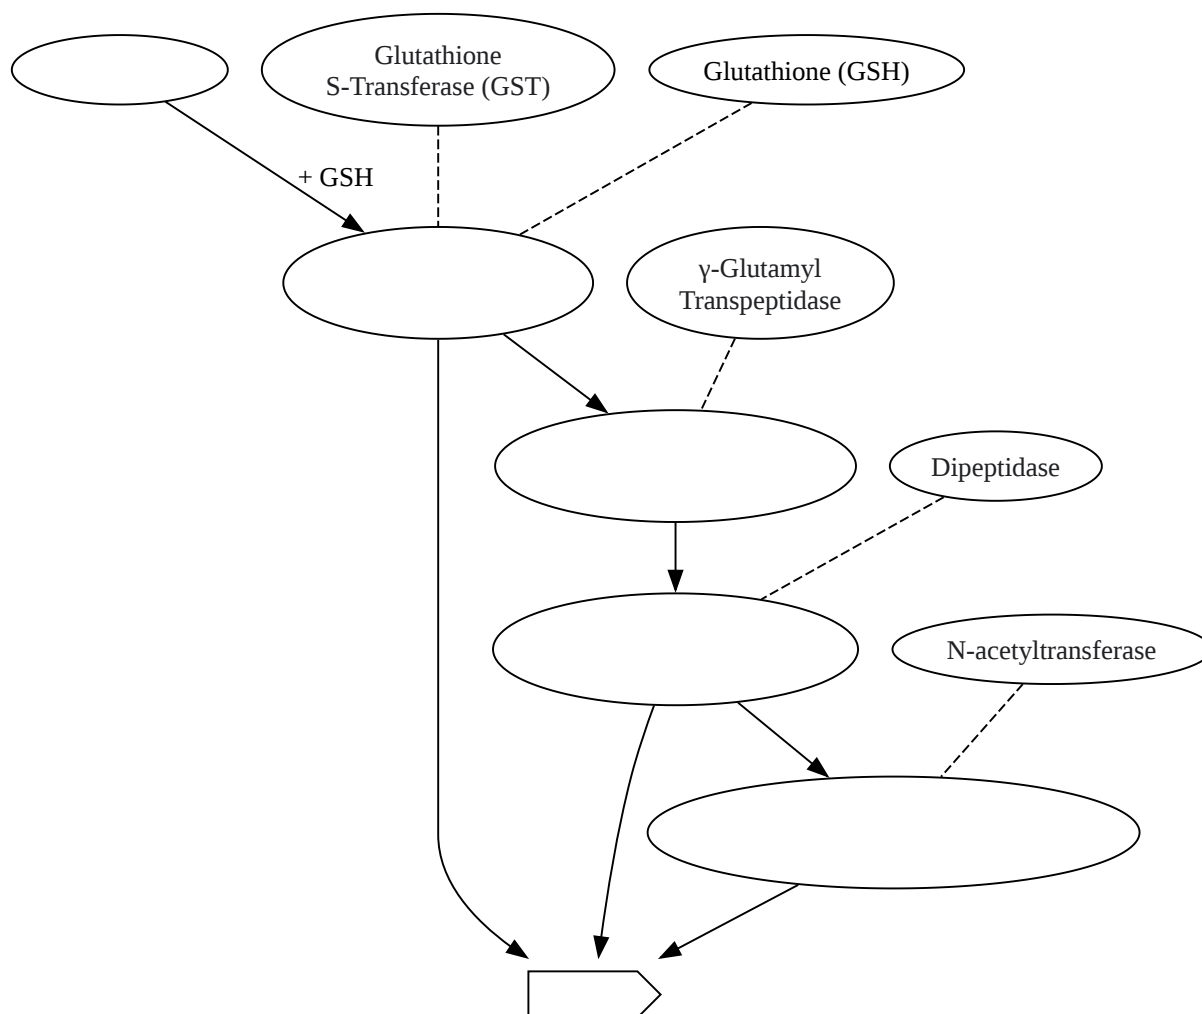 Glutathione
S-Transferase (GST)
Glutathione (GSH)
+ GSH
γ-Glutamyl
Transpeptidase
Dipeptidase
N-acetyltransferase